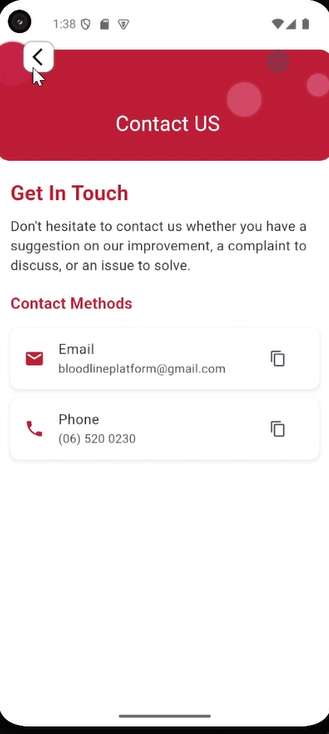 1:38
Contact US
Get In Touch
Don't hesitate to contact us whether you have a
suggestion on our improvement, a complaint to
discuss, or an issue to solve.
Contact Methods
Email
bloodlineplatform@gmail.com
Phone
(06) 520 0230